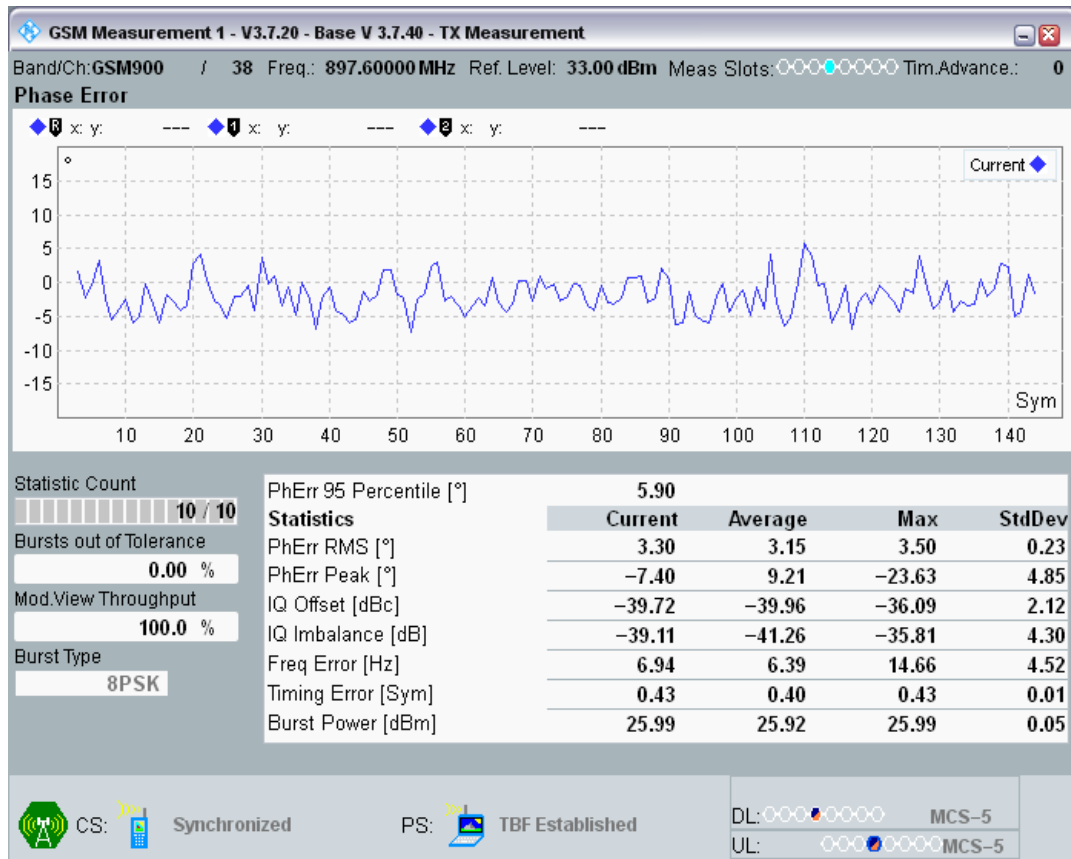 GSM Measurement 1 - V3.7.20 - Base V 3.7.40 - TX Measurement
Band/Ch:GSM900 / 38 Freq.: 897.60000 MHz Ref. Level: 33.00 dBm Meas Slots: Tim.Advance.: 0
Phase Error
R x: y: --- 1 x: y: --- 2 x: y: ---
°
Current
15
10
5
0
-5
-10
-15
Sym
10 20 30 40 50 60 70 80 90 100 110 120 130 140
Statistic Count
10 / 10
Bursts out of Tolerance
0.00 %
Mod.View Throughput
100.0 %
Burst Type
8PSK
PhErr 95 Percentile [°] 5.90
Statistics Current Average Max StdDev
PhErr RMS [°] 3.30 3.15 3.50 0.23
PhErr Peak [°] −7.40 9.21 −23.63 4.85
IQ Offset [dBc] −39.72 −39.96 −36.09 2.12
IQ Imbalance [dB] −39.11 −41.26 −35.81 4.30
Freq Error [Hz] 6.94 6.39 14.66 4.52
Timing Error [Sym] 0.43 0.40 0.43 0.01
Burst Power [dBm] 25.99 25.92 25.99 0.05
CS: Synchronized PS: TBF Established
DL: MCS−5
UL: MCS−5